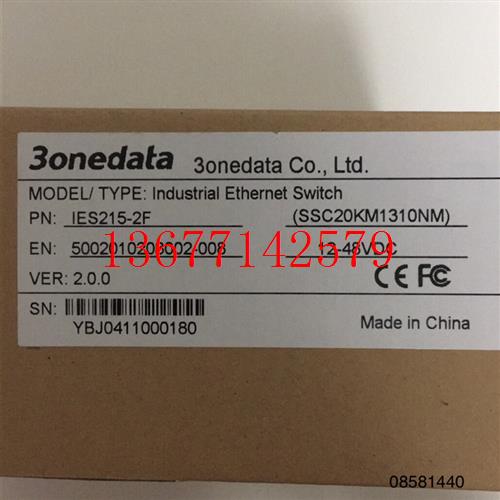 3onedata 3onedata Co., Ltd.
MODEL/ TYPE: Industrial Ethernet Switch
PN: IES215-2F (SSC20KM1310NM)
EN: 5002010208002-008 12-48VDC
13677142579
VER: 2.0.0 CE FC
SN:
YBJ0411000180 Made in China
08581440